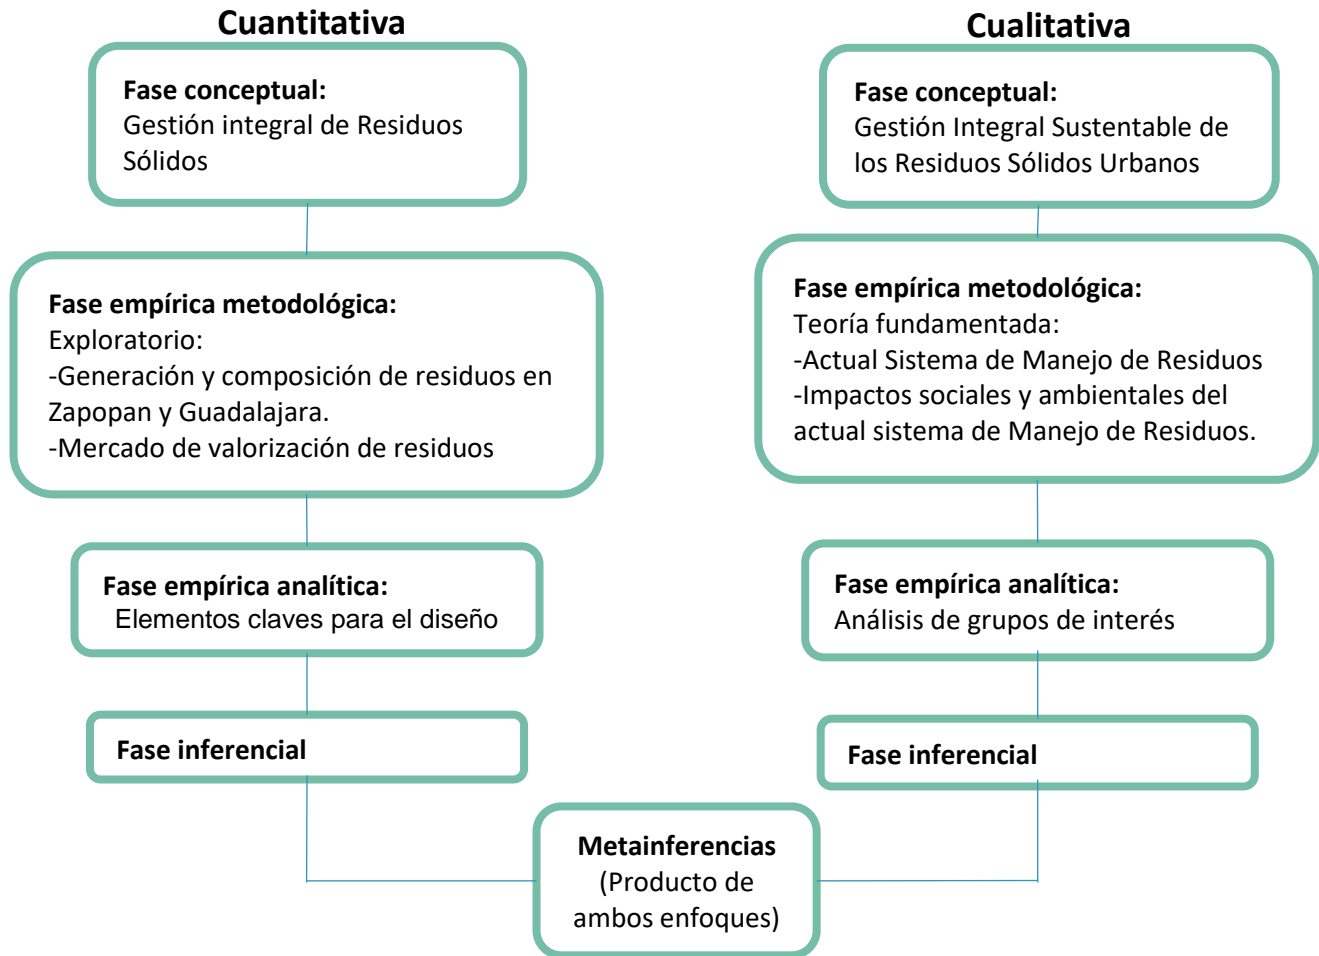 Cuantitativa
Fase conceptual:
Gestión integral de Residuos
Sólidos
Fase empírica metodológica:
Exploratorio:
-Generación y composición de residuos en
Zapopan y Guadalajara.
-Mercado de valorización de residuos
Fase empírica analítica:
Elementos claves para el diseño
Fase inferencial
Cualitativa
Fase conceptual:
Gestión Integral Sustentable de
los Residuos Sólidos Urbanos
Fase empírica metodológica:
Teoría fundamentada:
-Actual Sistema de Manejo de Residuos
-Impactos sociales y ambientales del
actual sistema de Manejo de Residuos.
Fase empírica analítica:
Análisis de grupos de interés
Fase inferencial
Metainferencias
(Producto de
ambos enfoques)